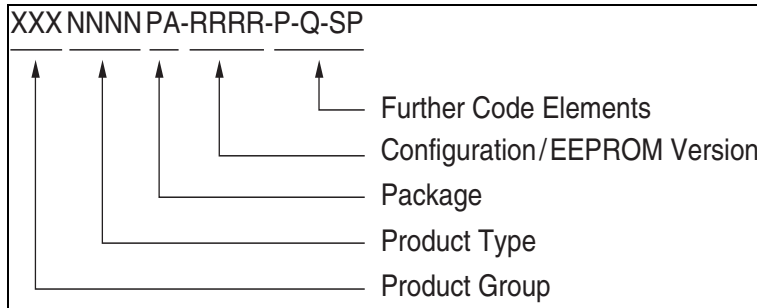 XXX NNNN PA-RRRR-P-Q-SP
Further Code Elements
Configuration/EEPROM Version
Package
Product Type
Product Group